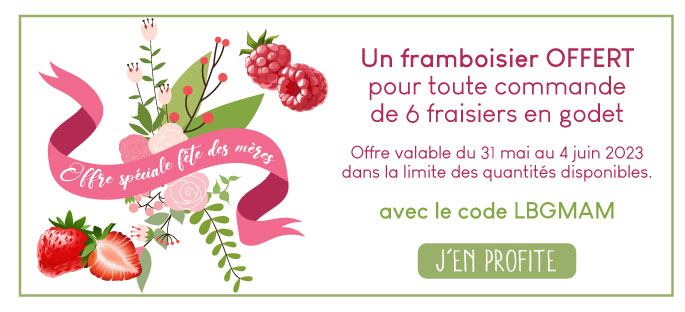 Offre spéciale fête des mères
Un framboisier OFFERT
pour toute commande
de 6 fraisiers en godet
Offre valable du 31 mai au 4 juin 2023
dans la limite des quantités disponibles.
avec le code LBGMAM
J'EN PROFITE